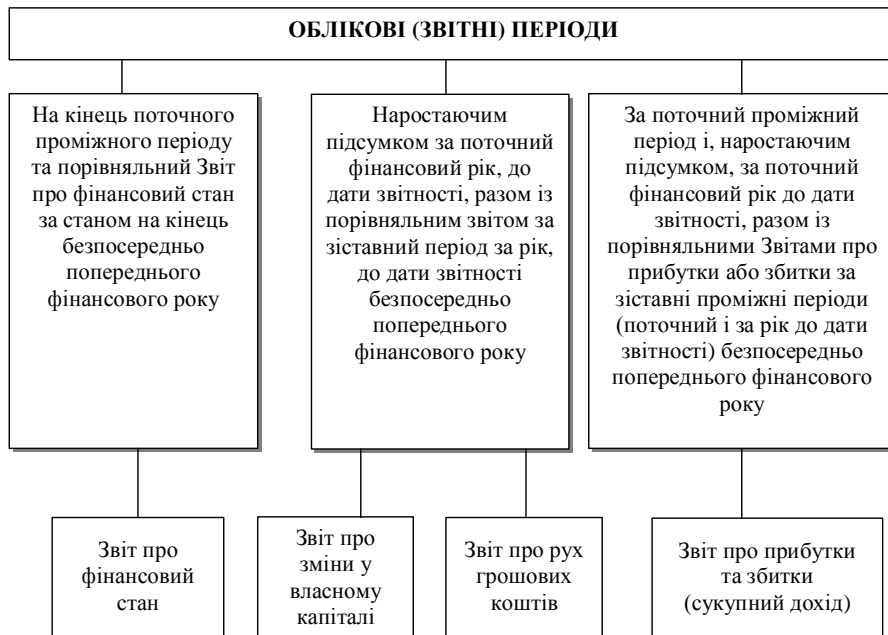 ОБЛІКОВІ (ЗВІТНІ) ПЕРІОДИ
На кінець поточного
проміжного періоду
та порівняльний Звіт
про фінансовий стан
за станом на кінець
безпосередньо
попереднього
фінансового року
Наростаючим
підсумком за поточний
фінансовий рік, до
дати звітності, разом із
порівняльним звітом за
зіставний період за рік,
до дати звітності
безпосередньо
попереднього
фінансового року
За поточний проміжний
період і, наростаючим
підсумком, за поточний
фінансовий рік до дати
звітності, разом із
порівняльними Звітами про
прибутки або збитки за
зіставні проміжні періоди
(поточний і за рік до дати
звітності) безпосередньо
попереднього фінансового
року
Звіт про
фінансовий
стан
Звіт про
зміни у
власному
капіталі
Звіт про рух
грошових
коштів
Звіт про прибутки
та збитки
(сукупний дохід)